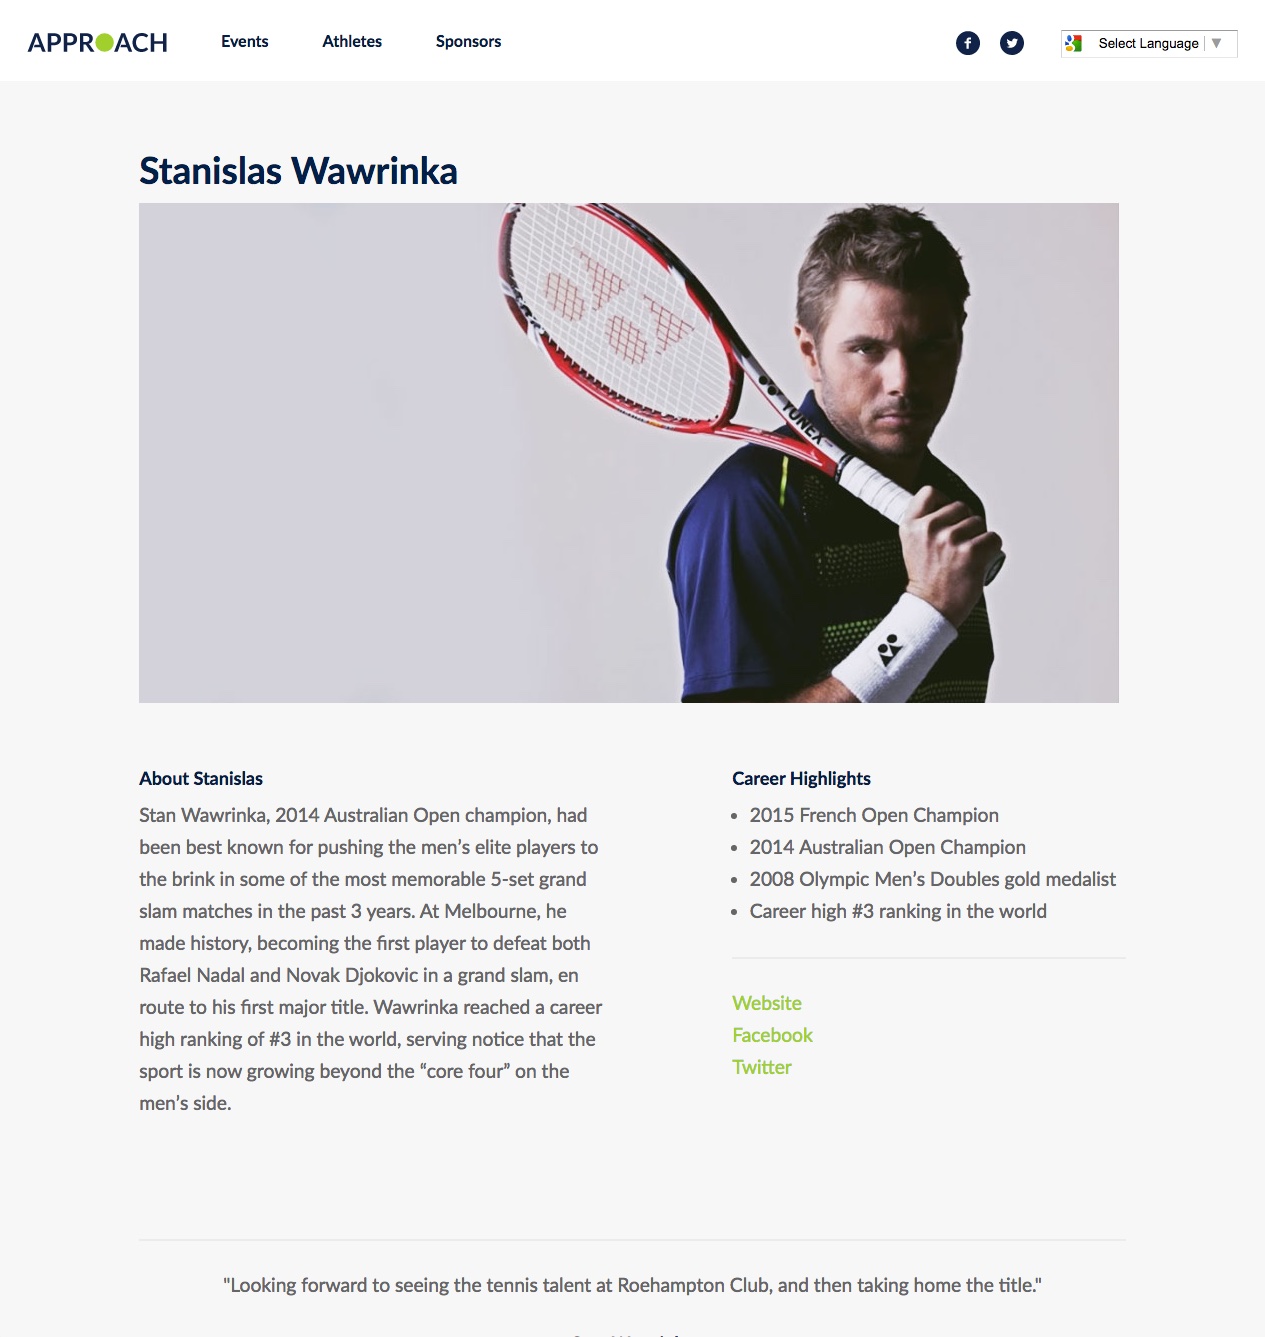 APPROACH Events Athletes Sponsors Select Language ▼
Stanislas Wawrinka
YONEX
About Stanislas
Stan Wawrinka, 2014 Australian Open champion, had
been best known for pushing the men’s elite players to
the brink in some of the most memorable 5-set grand
slam matches in the past 3 years. At Melbourne, he
made history, becoming the first player to defeat both
Rafael Nadal and Novak Djokovic in a grand slam, en
route to his first major title. Wawrinka reached a career
high ranking of #3 in the world, serving notice that the
sport is now growing beyond the “core four” on the
men’s side.
Career Highlights
• 2015 French Open Champion
• 2014 Australian Open Champion
• 2008 Olympic Men’s Doubles gold medalist
• Career high #3 ranking in the world
Website
Facebook
Twitter
"Looking forward to seeing the tennis talent at Roehampton Club, and then taking home the title."